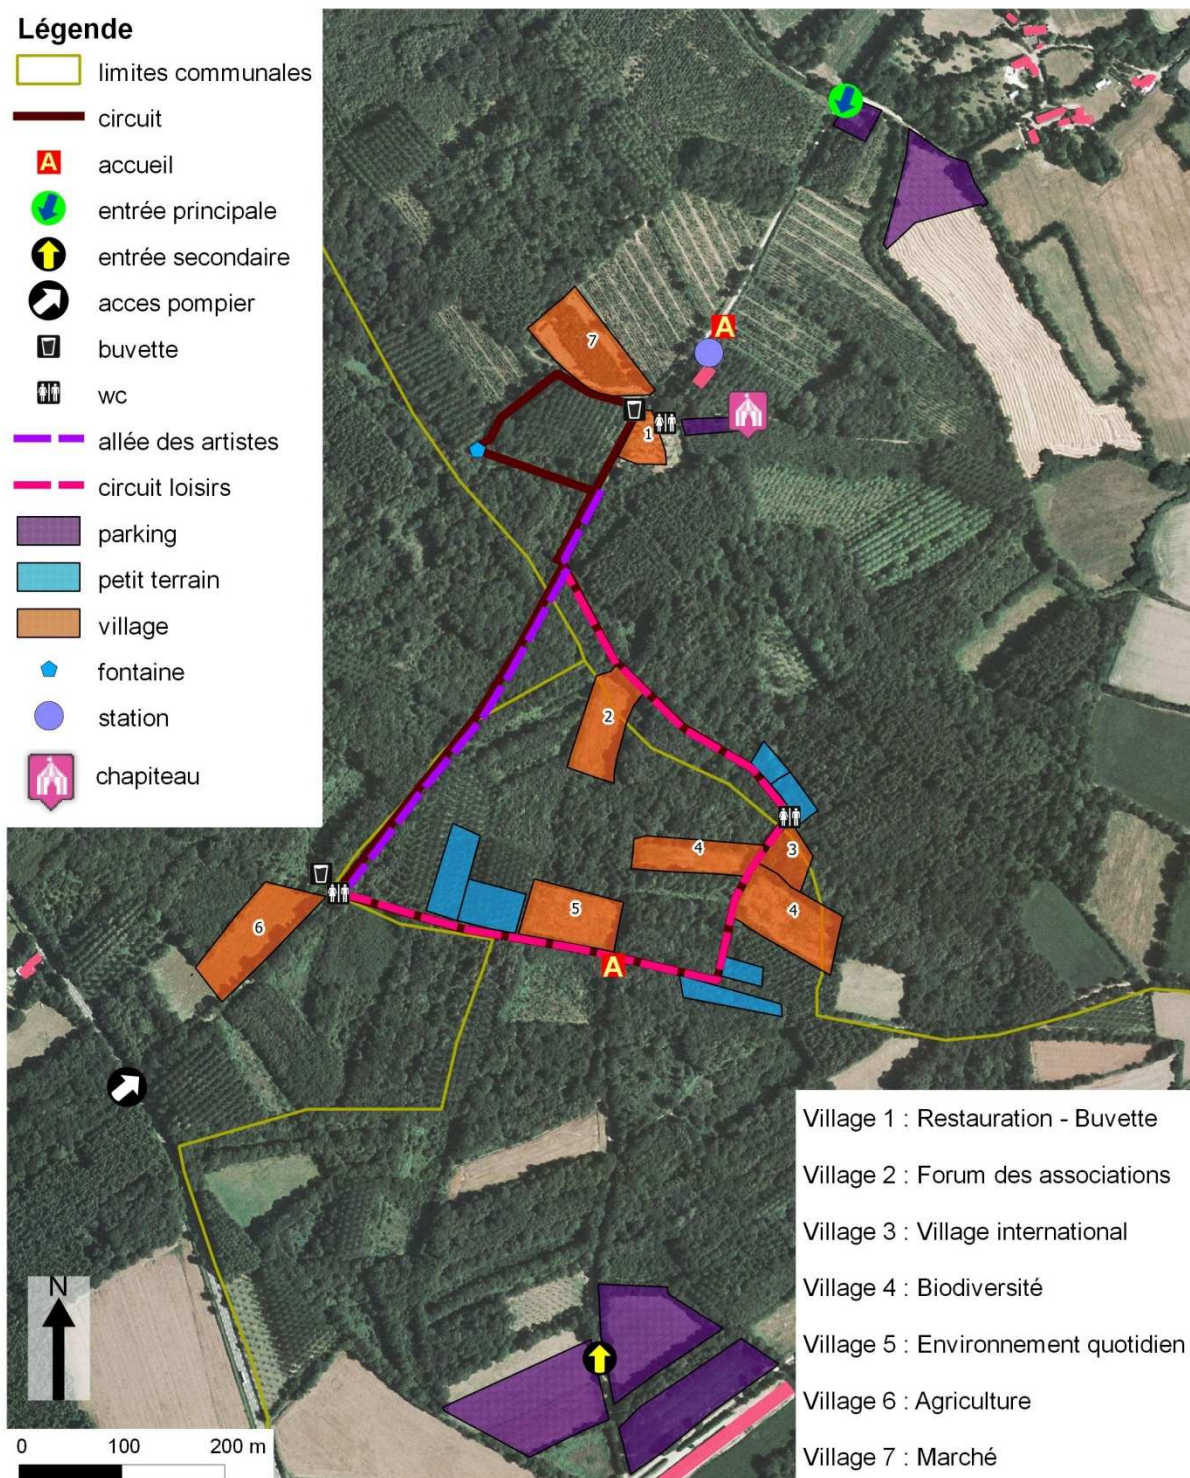 Légende
limites communales
circuit
A accueil
entrée principale
entrée secondaire
acces pompier
buvette
wc
allée des artistes
circuit loisirs
parking
petit terrain
village
fontaine
station
chapiteau
A
7
1
2
4
3
4
5
6
A
N
0 100 200 m
Village 1 : Restauration - Buvette
Village 2 : Forum des associations
Village 3 : Village international
Village 4 : Biodiversité
Village 5 : Environnement quotidien
Village 6 : Agriculture
Village 7 : Marché